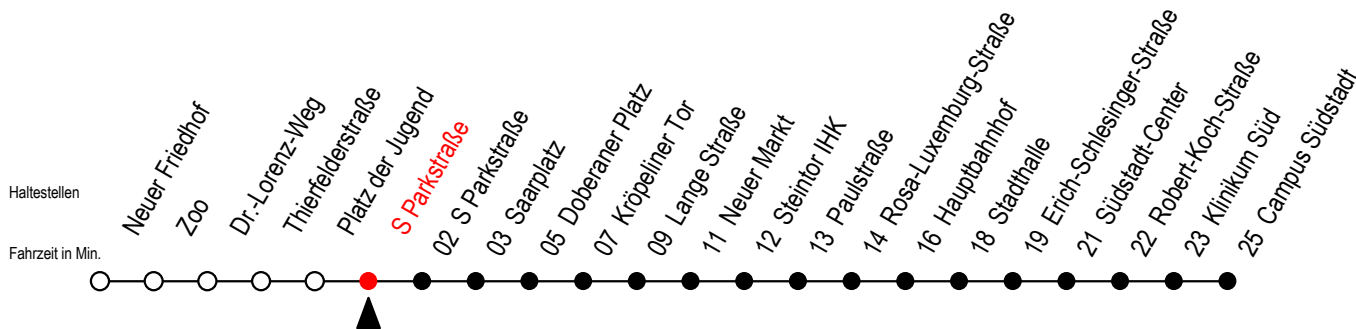 Haltestellen
Fahrzeit in Min.
Neuer Friedhof
Zoo
Dr.-Lorenz-Weg
Thierfelderstraße
Platz der Jugend
S Parkstraße
02 S Parkstraße
03 Saarplatz
05 Doberaner Platz
07 Kröpeliner Tor
09 Lange Straße
11 Neuer Markt
12 Steintor IHK
13 Paulstraße
14 Rosa-Luxemburg-Straße
16 Hauptbahnhof
18 Stadthalle
19 Erich-Schlesinger-Straße
21 Südstadt-Center
22 Robert-Koch-Straße
23 Klinikum Süd
25 Campus Südstadt